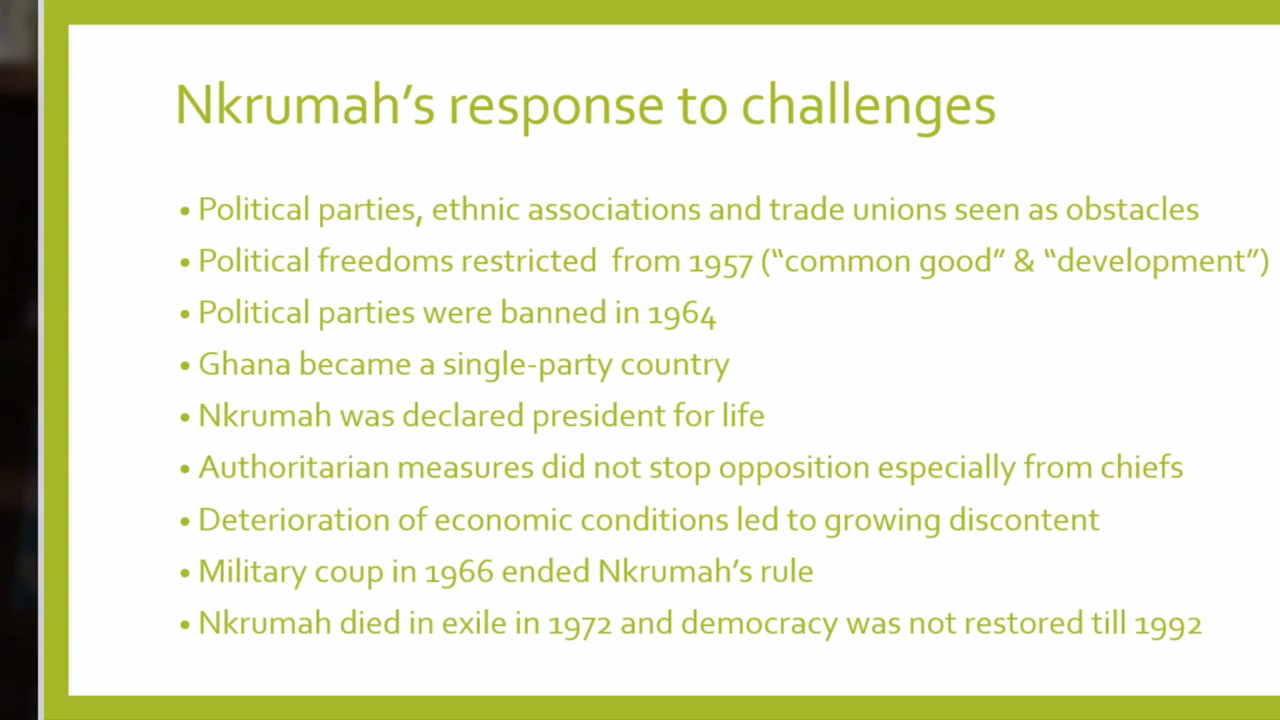 Nkrumah’s response to challenges
• Political parties, ethnic associations and trade unions seen as obstacles
• Political freedoms restricted  from 1957 (“common good” & “development”)
• Political parties were banned in 1964
• Ghana became a single-party country
• Nkrumah was declared president for life
• Authoritarian measures did not stop opposition especially from chiefs
• Deterioration of economic conditions led to growing discontent
• Military coup in 1966 ended Nkrumah’s rule
• Nkrumah died in exile in 1972 and democracy was not restored till 1992